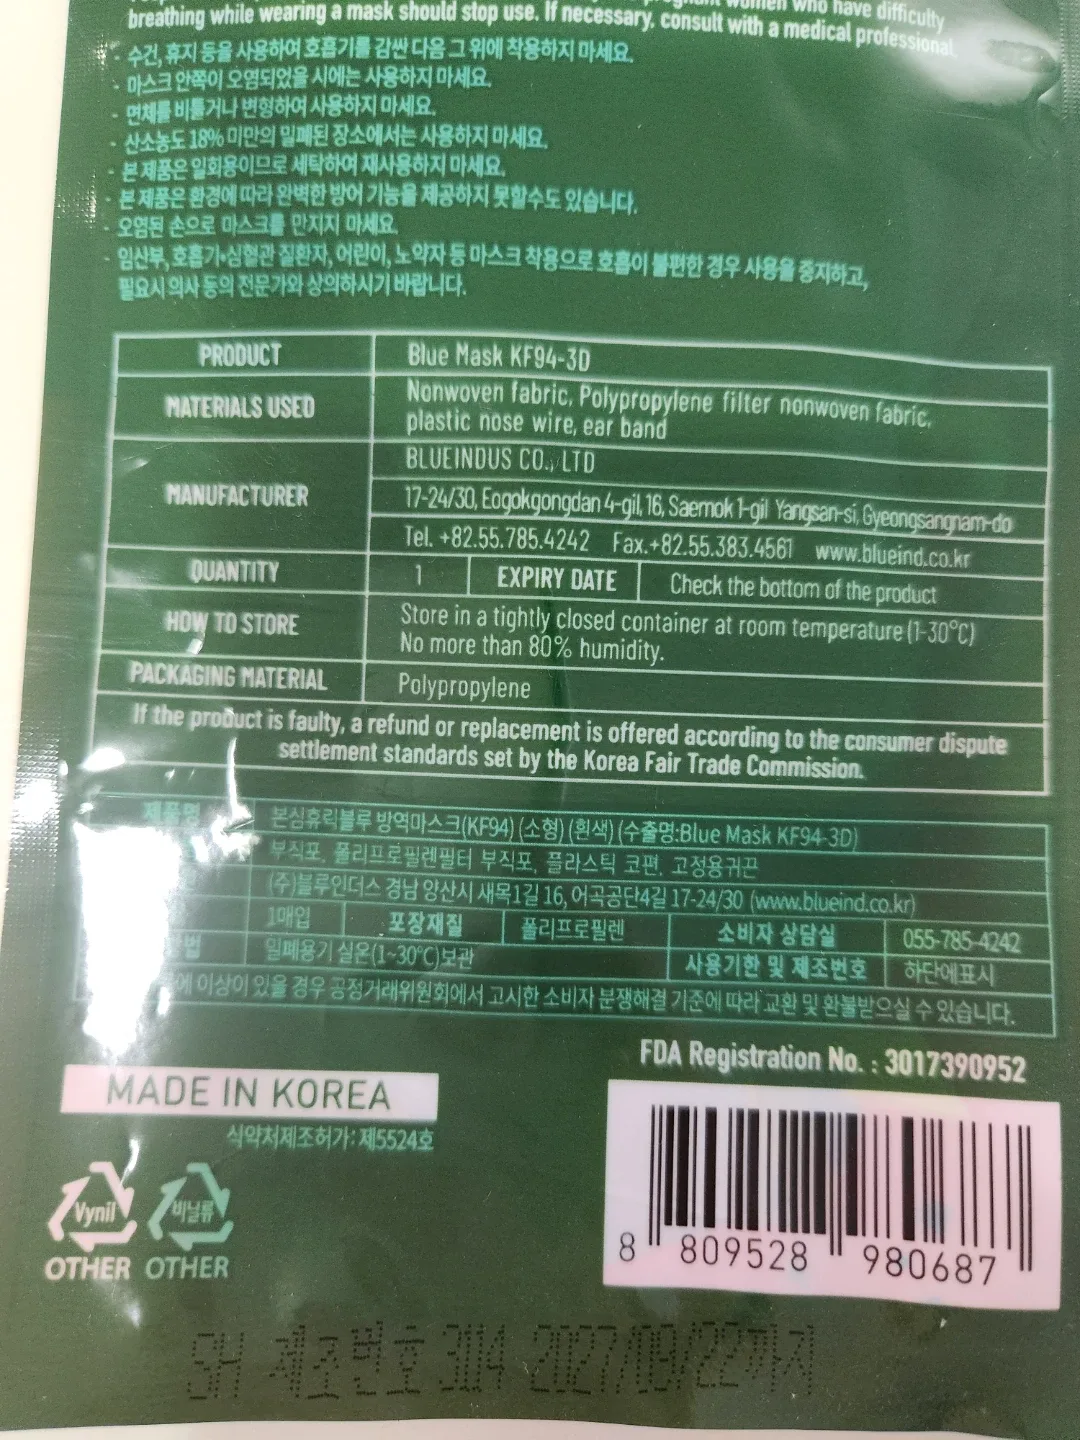 women who have difficulty
breathing while wearing a mask should stop use. If necessary, consult with a medical professional.
- 수건, 휴지 등을 사용하여 호흡기를 감싼 다음 그 위에 착용하지 마세요.
- 마스크 안쪽이 오염되었을 시에는 사용하지 마세요.
- 면체를 비틀거나 변형하여 사용하지 마세요.
- 산소농도 18% 미만의 밀폐된 장소에서는 사용하지 마세요.
- 본 제품은 일회용이므로 세탁하여 재사용하지 마세요.
- 본 제품은 환경에 따라 완벽한 방어 기능을 제공하지 못할수도 있습니다.
- 오염된 손으로 마스크를 만지지 마세요.
- 임산부, 호흡기•심혈관 질환자, 어린이, 노약자 등 마스크 착용으로 호흡이 불편한 경우 사용을 중지하고,
필요시 의사 등의 전문가와 상의하시기 바랍니다.
PRODUCT Blue Mask KF94-3D
MATERIALS USED Nonwoven fabric, Polypropylene filter nonwoven fabric,
plastic nose wire, ear band
BLUEINDUS CO., LTD
MANUFACTURER 17-24/30, Eogokgongdan 4-gil, 16, Saemok 1-gil Yangsan-si, Gyeongsangnam-do
Tel. +82.55.785.4242 Fax.+82.55.383.4561 www.blueind.co.kr
QUANTITY 1 EXPIRY DATE Check the bottom of the product
HOW TO STORE Store in a tightly closed container at room temperature (1-30°C)
No more than 80% humidity.
PACKAGING MATERIAL Polypropylene
If the product is faulty, a refund or replacement is offered according to the consumer dispute
settlement standards set by the Korea Fair Trade Commission.
제품명 본심휴릭블루 방역마스크(KF94) (소형) (흰색) (수출명:Blue Mask KF94-3D)
부직포, 폴리프로필렌필터 부직포, 플라스틱 코편, 고정용귀끈
(주)블루인더스 경남 양산시 새목1길 16, 어곡공단4길 17-24/30 (www.blueind.co.kr)
1매입 포장재질 폴리프로필렌 소비자 상담실 055-785-4242
밀폐용기 실온(1~30°C)보관 사용기한 및 제조번호 하단에표시
에 이상이 있을 경우 공정거래위원회에서 고시한 소비자 분쟁해결 기준에 따라 교환 및 환불받으실 수 있습니다.
FDA Registration No. : 3017390952
MADE IN KOREA
식약처제조허가: 제5524호
Vynil 비닐류
OTHER OTHER
8 809528 980687
SH 제조번호 3014 2027/09/22까지